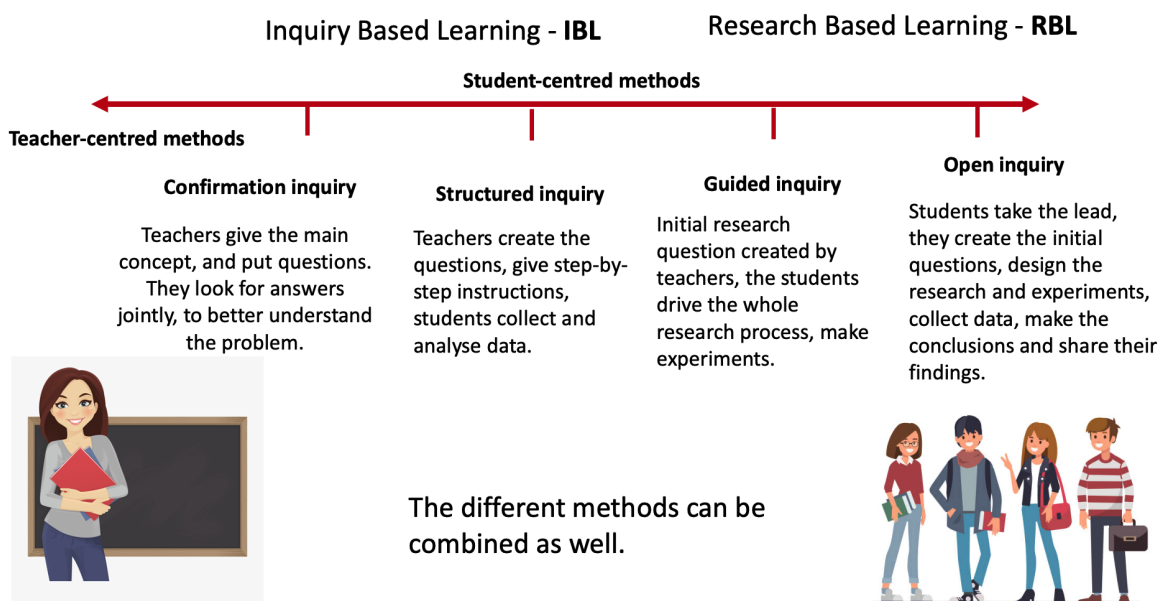 Inquiry Based Learning - IBL
Research Based Learning - RBL
Student-centred methods
Teacher-centred methods
Confirmation inquiry
Teachers give the main
concept, and put questions.
They look for answers
jointly, to better understand
the problem.
Structured inquiry
Teachers create the
questions, give step-by-
step instructions,
students collect and
analyse data.
Guided inquiry
Initial research
question created by
teachers, the students
drive the whole
research process, make
experiments.
Open inquiry
Students take the lead,
they create the initial
questions, design the
research and experiments,
collect data, make the
conclusions and share their
findings.
The different methods can be
combined as well.